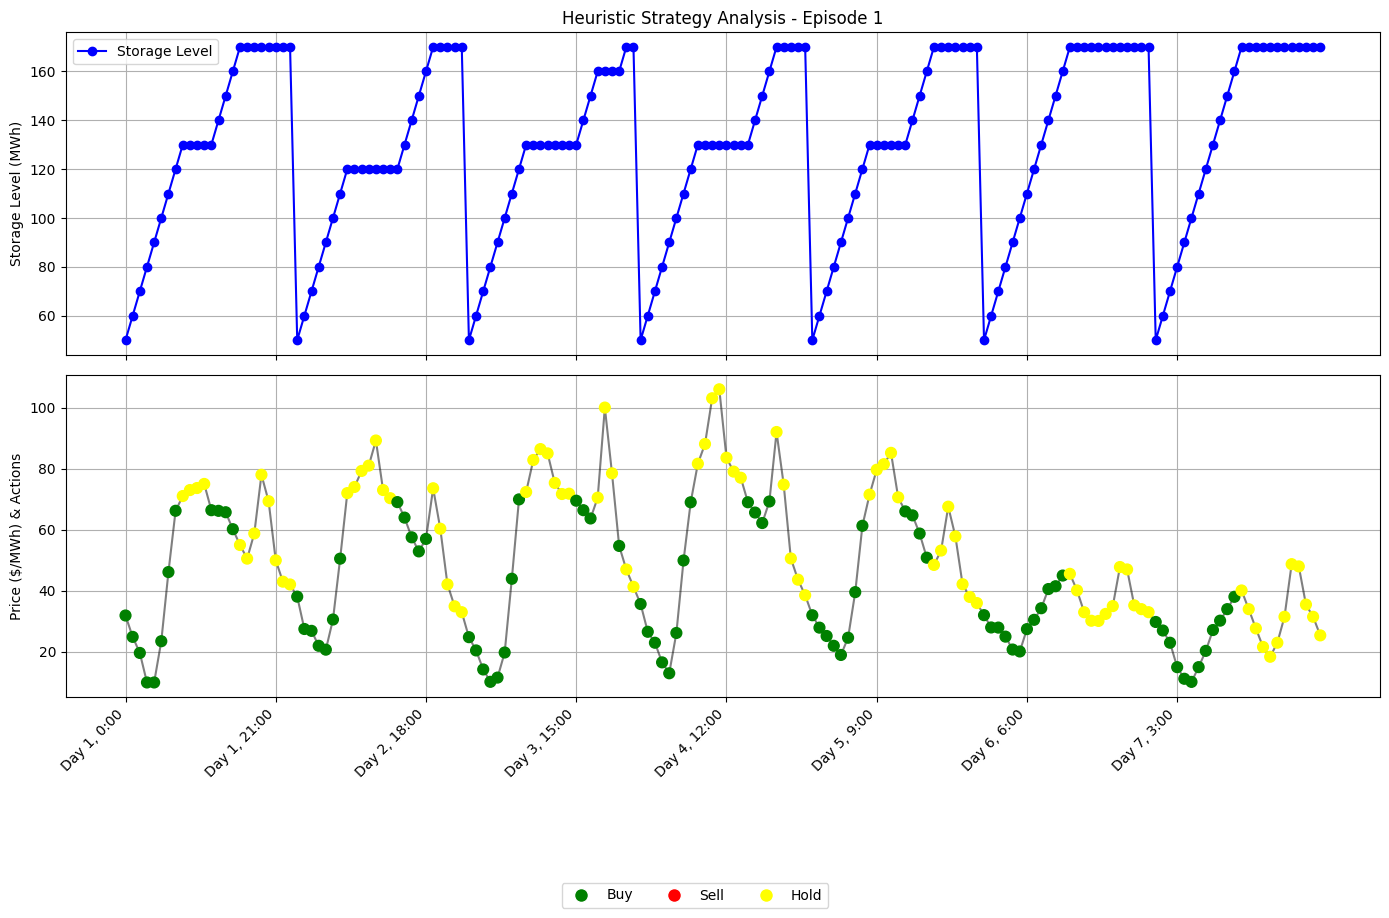 Heuristic Strategy Analysis - Episode 1
Storage Level
Storage Level (MWh)
160
140
120
100
80
60
Price ($/MWh) & Actions
100
80
60
40
20
Day 1, 0:00
Day 1, 21:00
Day 2, 18:00
Day 3, 15:00
Day 4, 12:00
Day 5, 9:00
Day 6, 6:00
Day 7, 3:00
Buy
Sell
Hold